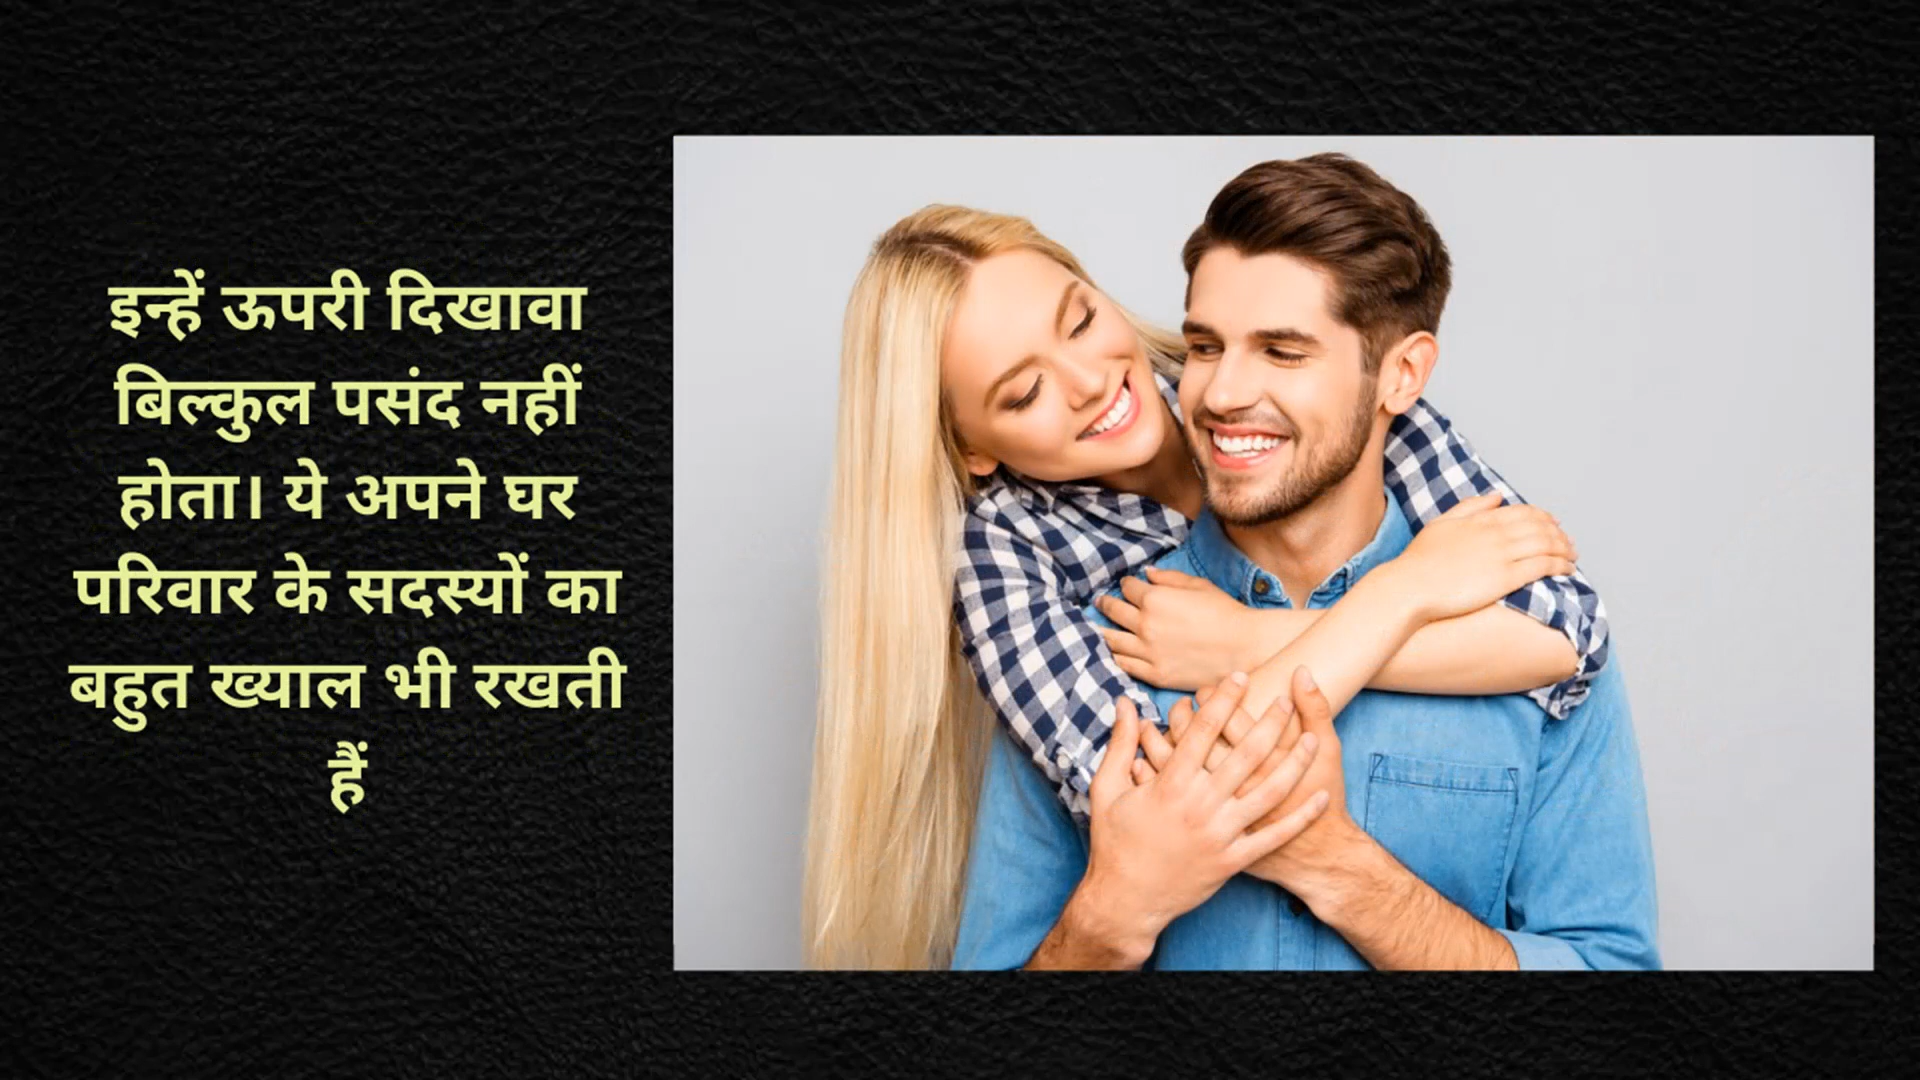 इन्हें ऊपरी दिखावा
बिल्कुल पसंद नहीं
होता। ये अपने घर
परिवार के सदस्यों का
बहुत ख्याल भी रखती
हैं